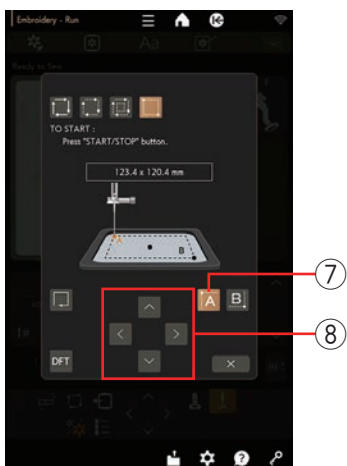 Embroidery - Run
Aa
Ready to Sew
TO START :
Press "START/STOP" button.
123.4 x 120.4 mm
A
B
A B
⑦
⑧
DFT
×
?